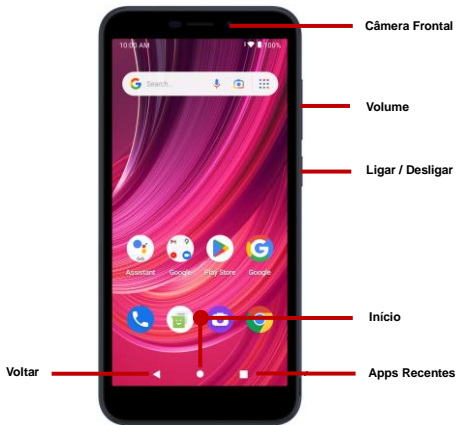 Câmera Frontal
10:00 AM
100%
Search...
Volume
Ligar / Desligar
Assistant
Google
Play Store
Google
Início
Voltar
Apps Recentes